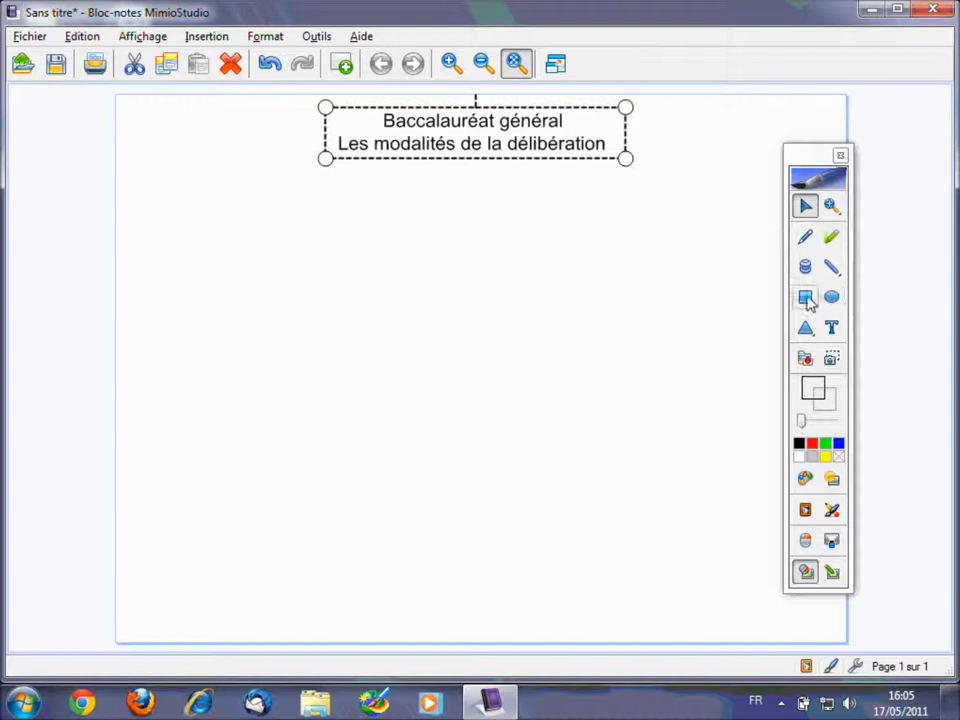 Sans titre* - Bloc-notes MimioStudio
Fichier Edition Affichage Insertion Format Outils Aide
Baccalauréat général
Les modalités de la délibération
T
Page 1 sur 1
FR
16:05
17/05/2011